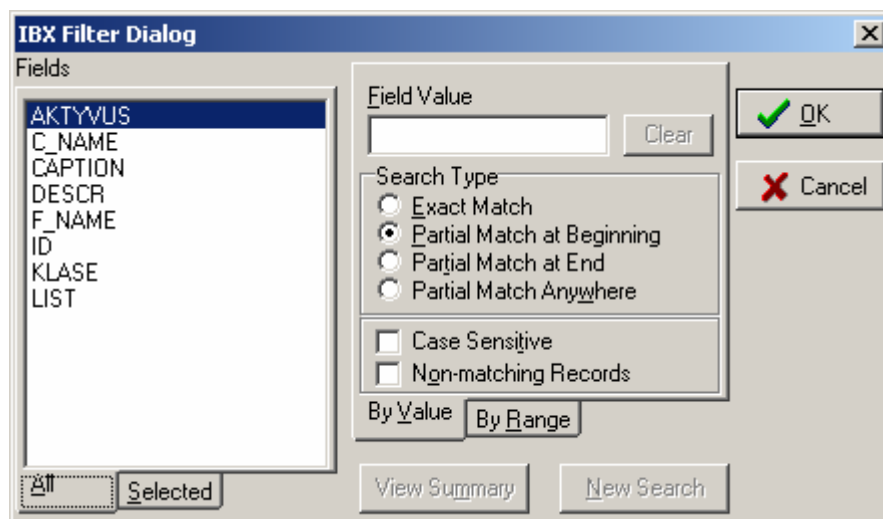 IBX Filter Dialog
Fields
AKTYVUS
C_NAME
CAPTION
DESCR
F_NAME
ID
KLASE
LIST
All
Selected
Field Value
Clear
Search Type
Exact Match
Partial Match at Beginning
Partial Match at End
Partial Match Anywhere
Case Sensitive
Non-matching Records
By Value
By Range
View Summary
New Search
OK
Cancel